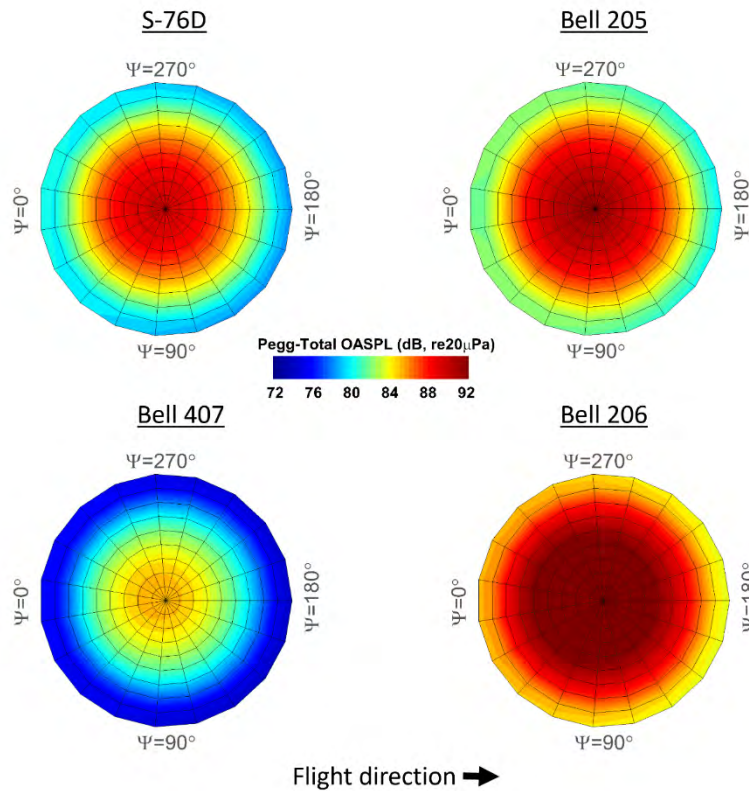 S-76D
Bell 205
Ψ=270°
Ψ=270°
Ψ=0°
Ψ=180°
Ψ=0°
Ψ=180°
Ψ=90°
Ψ=90°
Pegg-Total OASPL (dB, re20μPa)
72 76 80 84 88 92
Bell 407
Bell 206
Ψ=270°
Ψ=270°
Ψ=0°
Ψ=180°
Ψ=0°
Ψ=180°
Ψ=90°
Ψ=90°
Flight direction